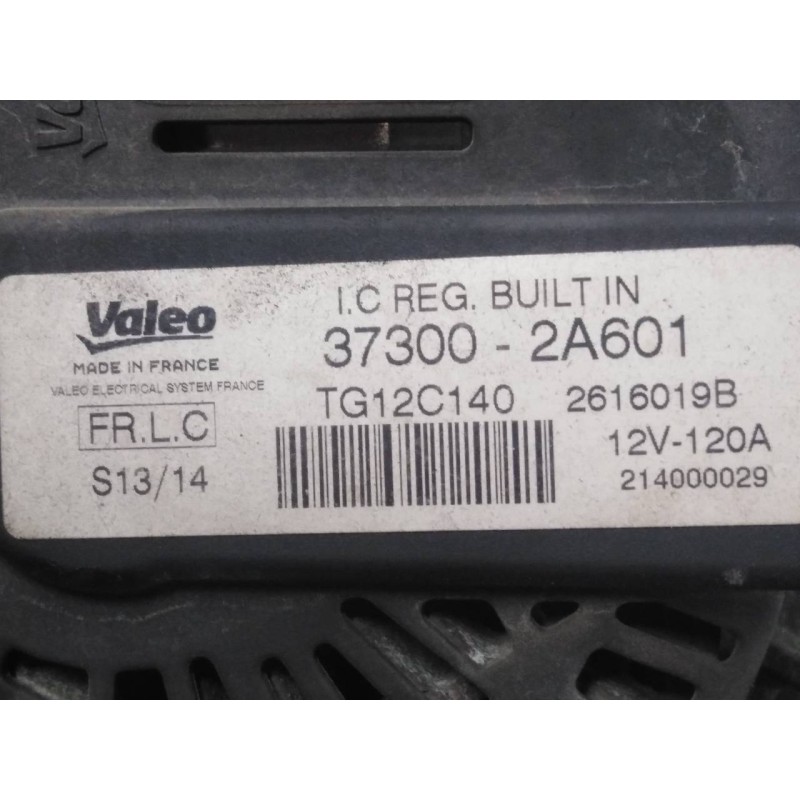 Valeo
MADE IN FRANCE
VALEO ELECTRICAL SYSTEM FRANCE
FR.L.C
S13/14
I.C REG. BUILT IN
37300 - 2A601
TG12C140 2616019B
12V-120A
214000029